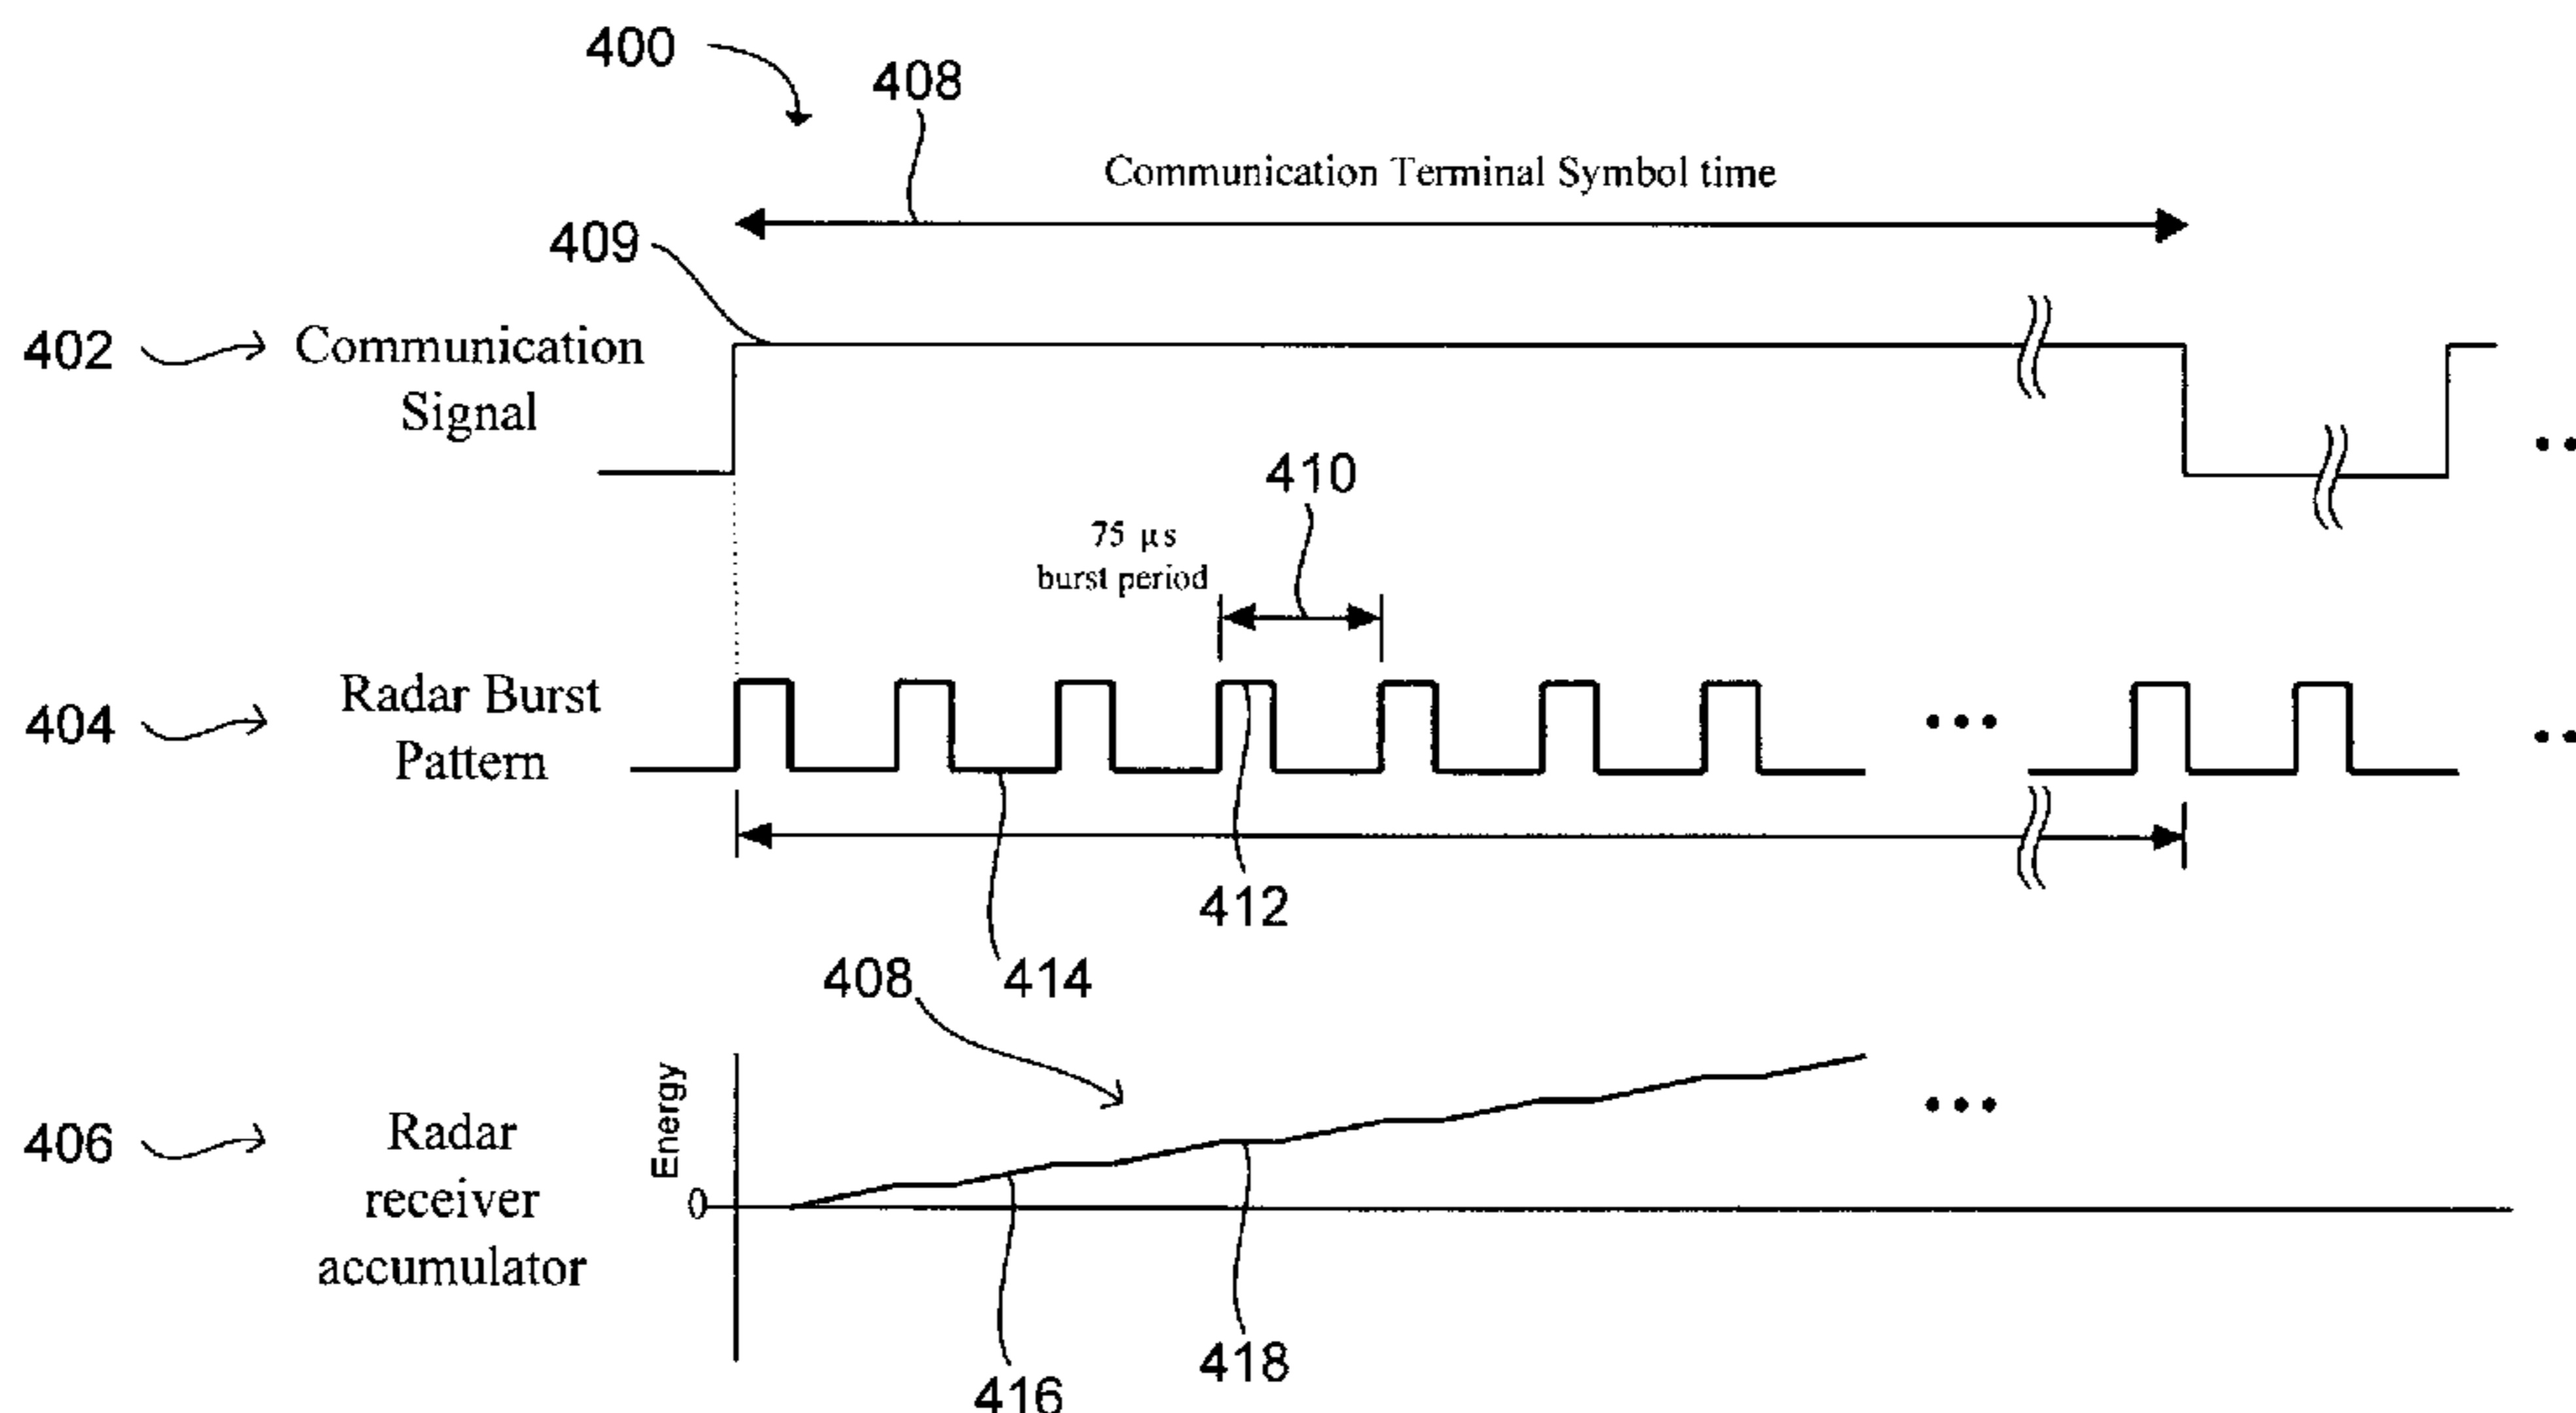 400
408
Communication Terminal Symbol time
409
402
Communication
Signal
410
75 μs
burst period
404
Radar Burst
Pattern
412
414
408
Energy
0
406
Radar
receiver
accumulator
418
416